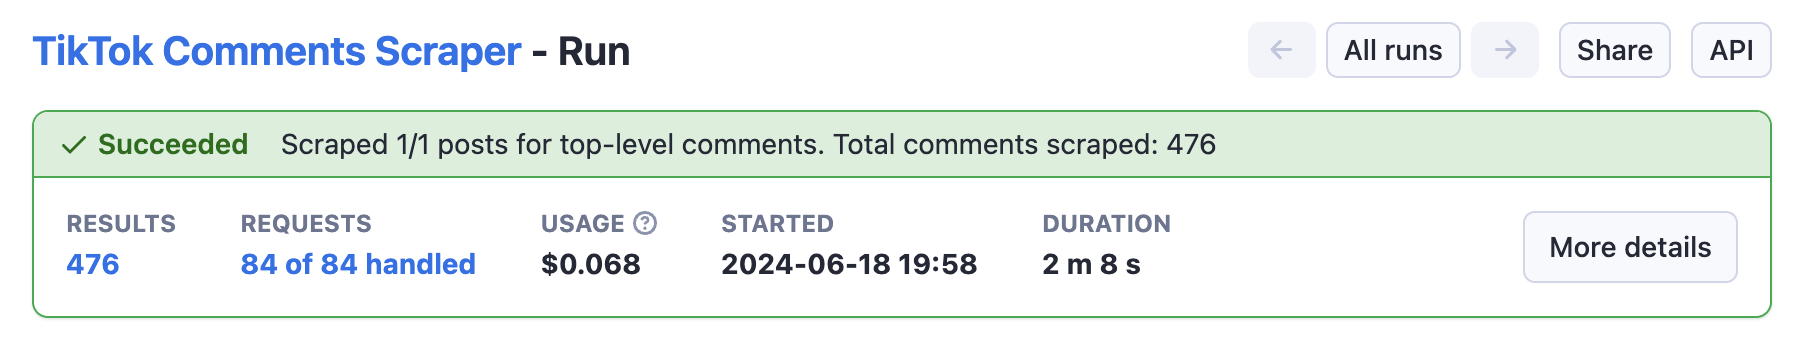 TikTok Comments Scraper - Run
All runs
Share
API
Succeeded Scraped 1/1 posts for top-level comments. Total comments scraped: 476
RESULTS REQUESTS USAGE ? STARTED DURATION
476 84 of 84 handled $0.068 2024-06-18 19:58 2 m 8 s
More details